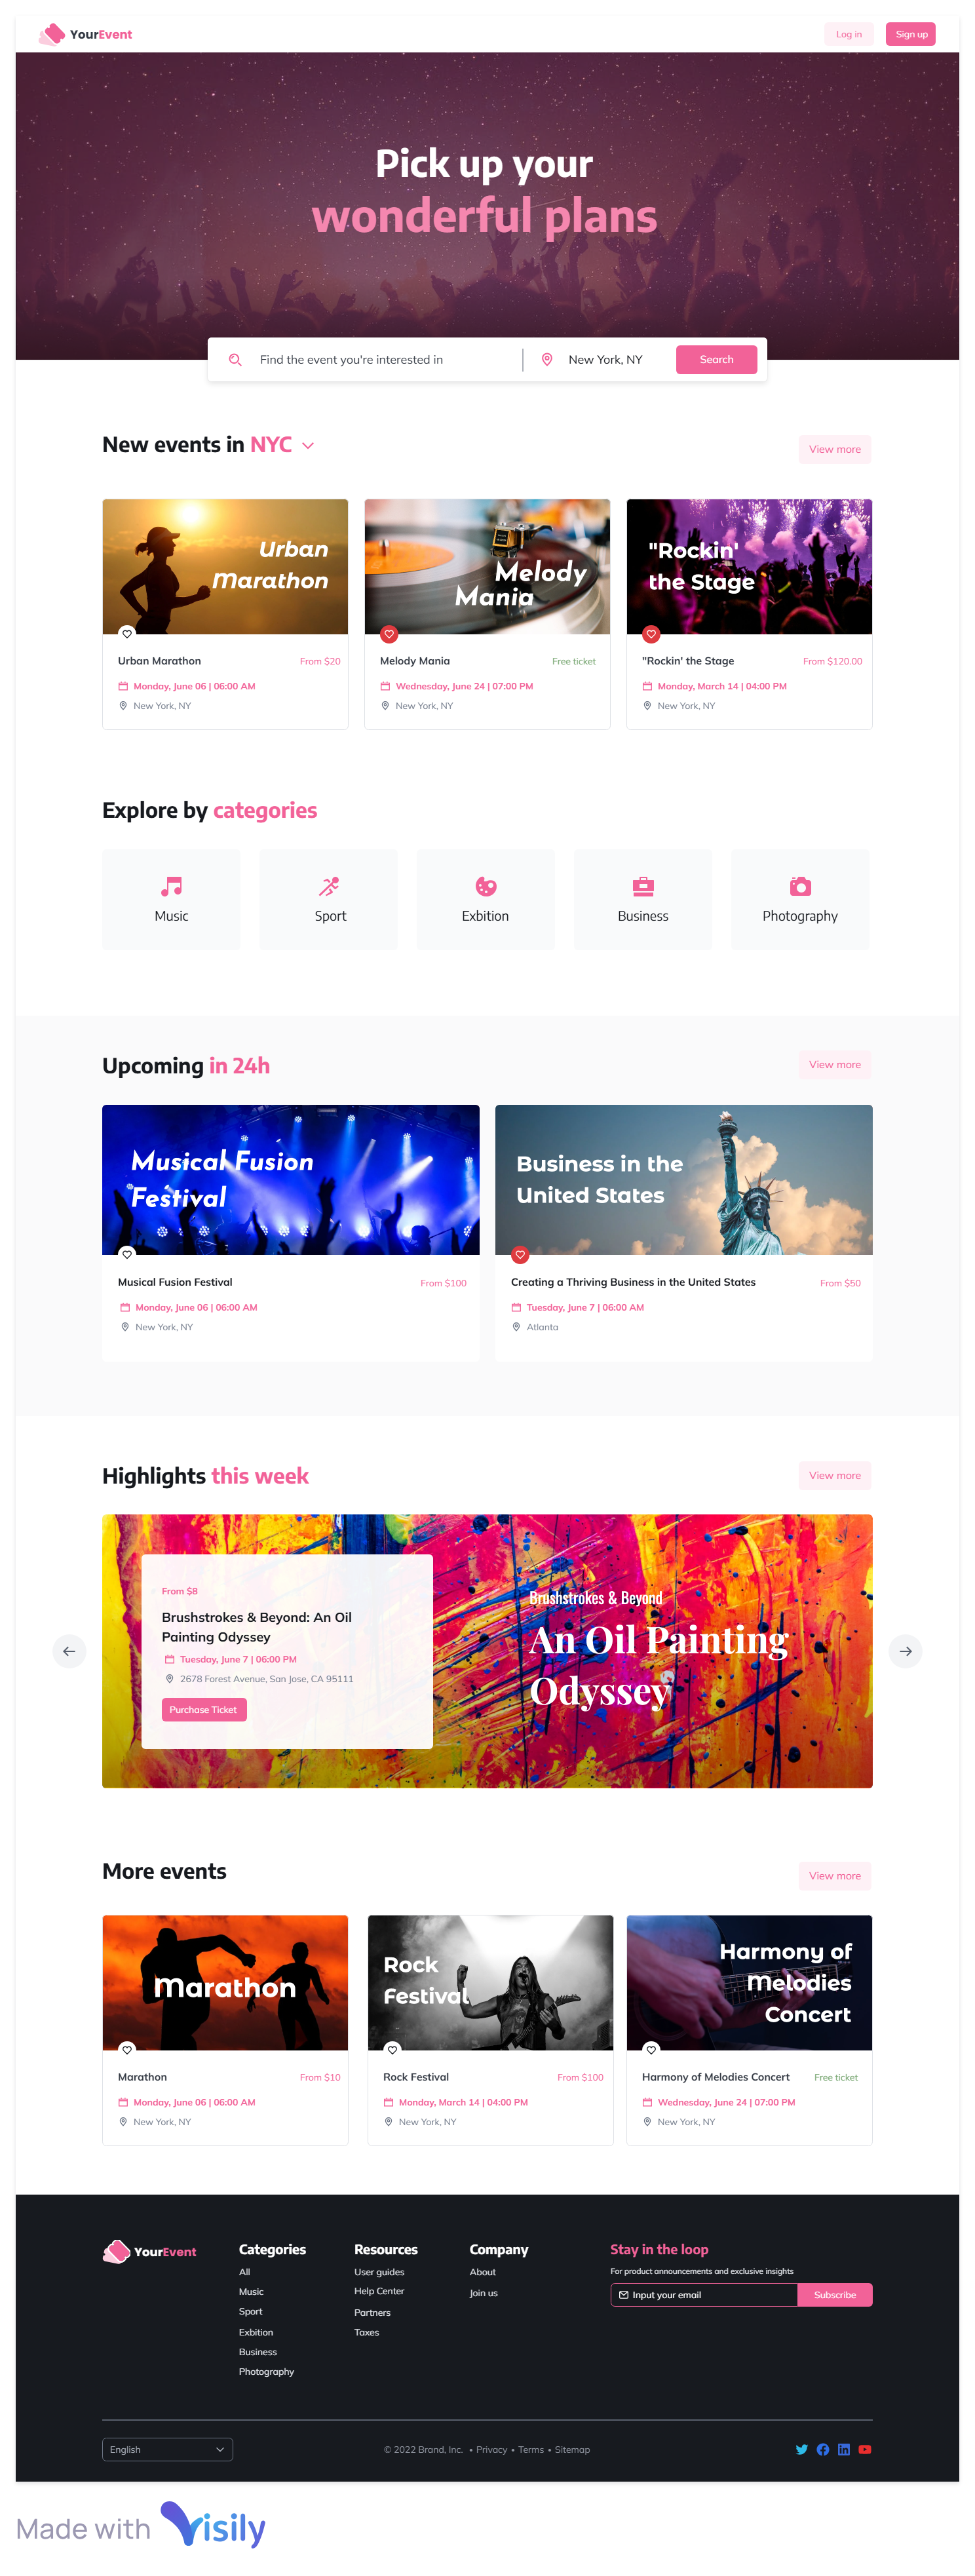 YourEvent
Log in
Sign up
Pick up your
wonderful plans
Find the event you're interested in
New York, NY
Search
New events in NYC
View more
Urban
Marathon
Melody
Mania
"Rockin'
the Stage
Urban Marathon
From $20
Monday, June 06 | 06:00 AM
New York, NY
Melody Mania
Free ticket
Wednesday, June 24 | 07:00 PM
New York, NY
"Rockin' the Stage
From $120.00
Monday, March 14 | 04:00 PM
New York, NY
Explore by categories
Music
Sport
Exbition
Business
Photography
Upcoming in 24h
View more
Musical Fusion
Festival
Business in the
United States
Musical Fusion Festival
From $100
Monday, June 06 | 06:00 AM
New York, NY
Creating a Thriving Business in the United States
From $50
Tuesday, June 7 | 06:00 AM
Atlanta
Highlights this week
View more
From $8
Brushstrokes & Beyond: An Oil
Painting Odyssey
Tuesday, June 7 | 06:00 PM
2678 Forest Avenue, San Jose, CA 95111
Purchase Ticket
Brushstrokes & Beyond
An Oil Painting
Odyssey
More events
View more
Marathon
Rock
Festival
Harmony of
Melodies
Concert
Marathon
From $10
Monday, June 06 | 06:00 AM
New York, NY
Rock Festival
From $100
Monday, March 14 | 04:00 PM
New York, NY
Harmony of Melodies Concert
Free ticket
Wednesday, June 24 | 07:00 PM
New York, NY
YourEvent
Categories
All
Music
Sport
Exbition
Business
Photography
Resources
User guides
Help Center
Partners
Taxes
Company
About
Join us
Stay in the loop
For product announcements and exclusive insights
Input your email
Subscribe
English
© 2022 Brand, Inc. • Privacy • Terms • Sitemap
Made with Visily